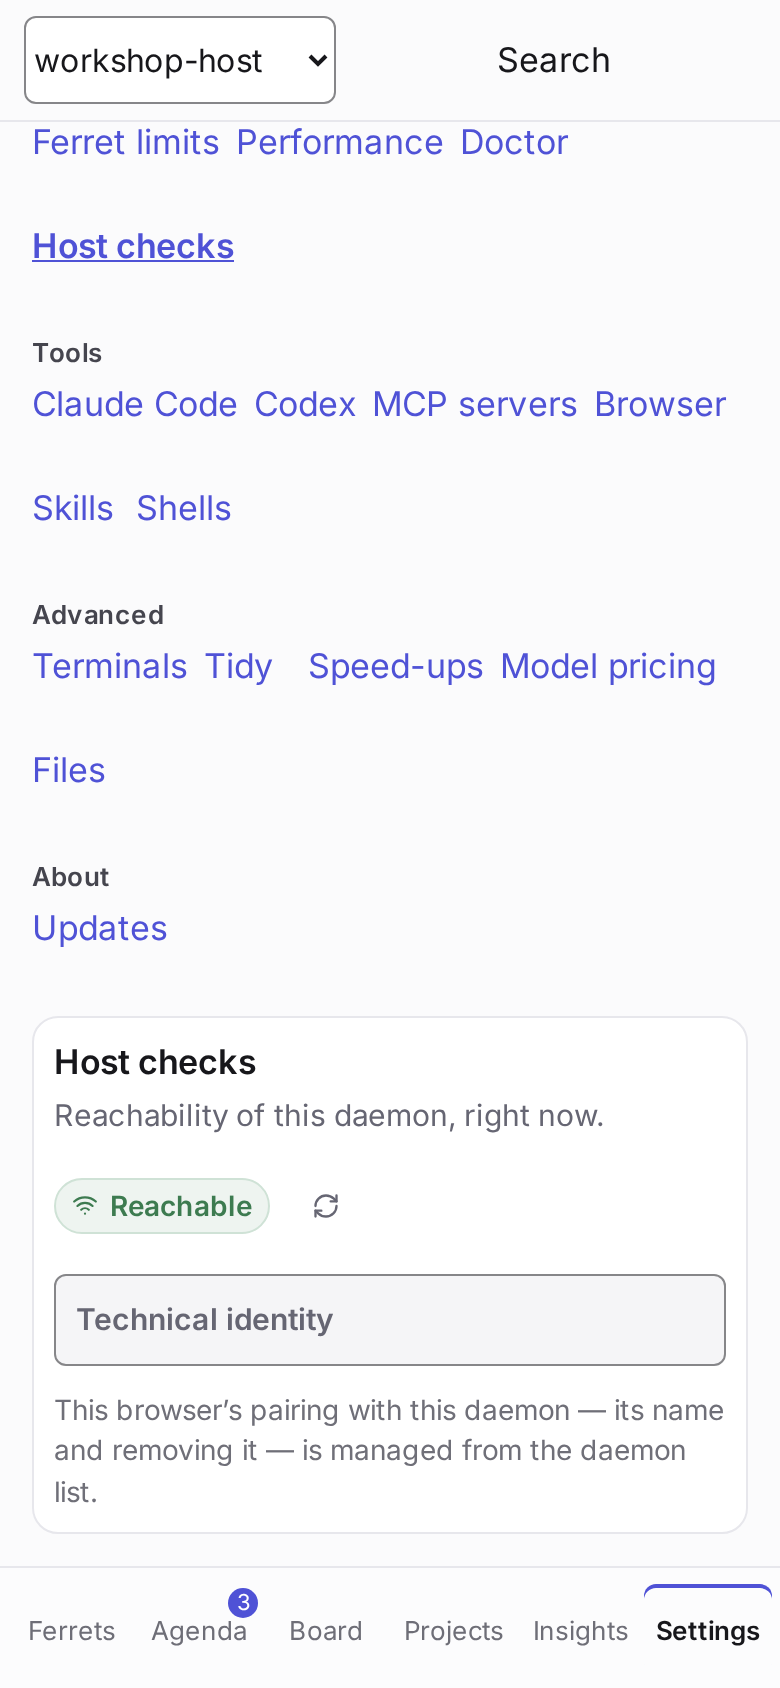 workshop-host Search
Ferret limits Performance Doctor
Host checks
Tools
Claude Code Codex MCP servers Browser
Skills Shells
Advanced
Terminals Tidy Speed-ups Model pricing
Files
About
Updates
Host checks
Reachability of this daemon, right now.
Reachable
Technical identity
This browser’s pairing with this daemon — its name
and removing it — is managed from the daemon
list.
3
Ferrets Agenda Board Projects Insights Settings